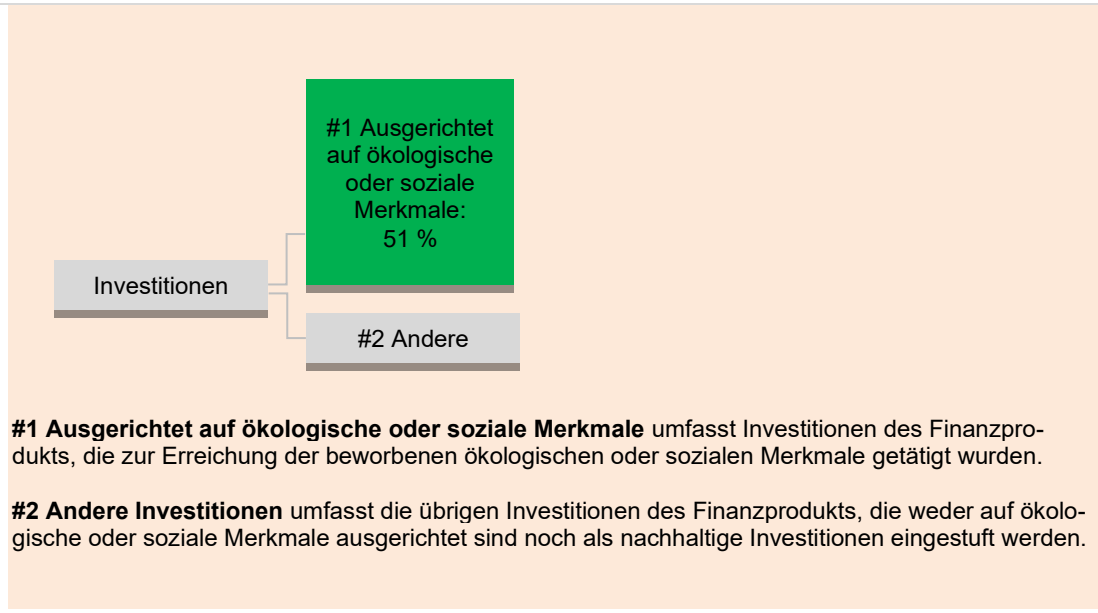 #1 Ausgerichtet
auf ökologische
oder soziale
Merkmale:
51 %
Investitionen
#2 Andere
#1 Ausgerichtet auf ökologische oder soziale Merkmale umfasst Investitionen des Finanzpro-
dukts, die zur Erreichung der beworbenen ökologischen oder sozialen Merkmale getätigt wurden.
#2 Andere Investitionen umfasst die übrigen Investitionen des Finanzprodukts, die weder auf ökolo-
gische oder soziale Merkmale ausgerichtet sind noch als nachhaltige Investitionen eingestuft werden.